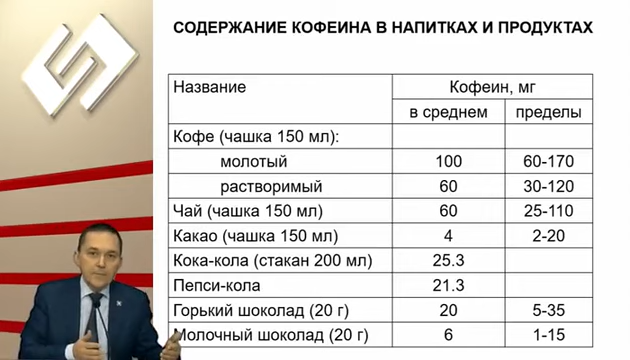 СОДЕРЖАНИЕ КОФЕИНА В НАПИТКАХ И ПРОДУКТАХ
Название Кофеин, мг
в среднем пределы
Кофе (чашка 150 мл):
молотый 100 60-170
растворимый 60 30-120
Чай (чашка 150 мл) 60 25-110
Какао (чашка 150 мл) 4 2-20
Кока-кола (стакан 200 мл) 25.3
Пепси-кола 21.3
Горький шоколад (20 г) 20 5-35
Молочный шоколад (20 г) 6 1-15